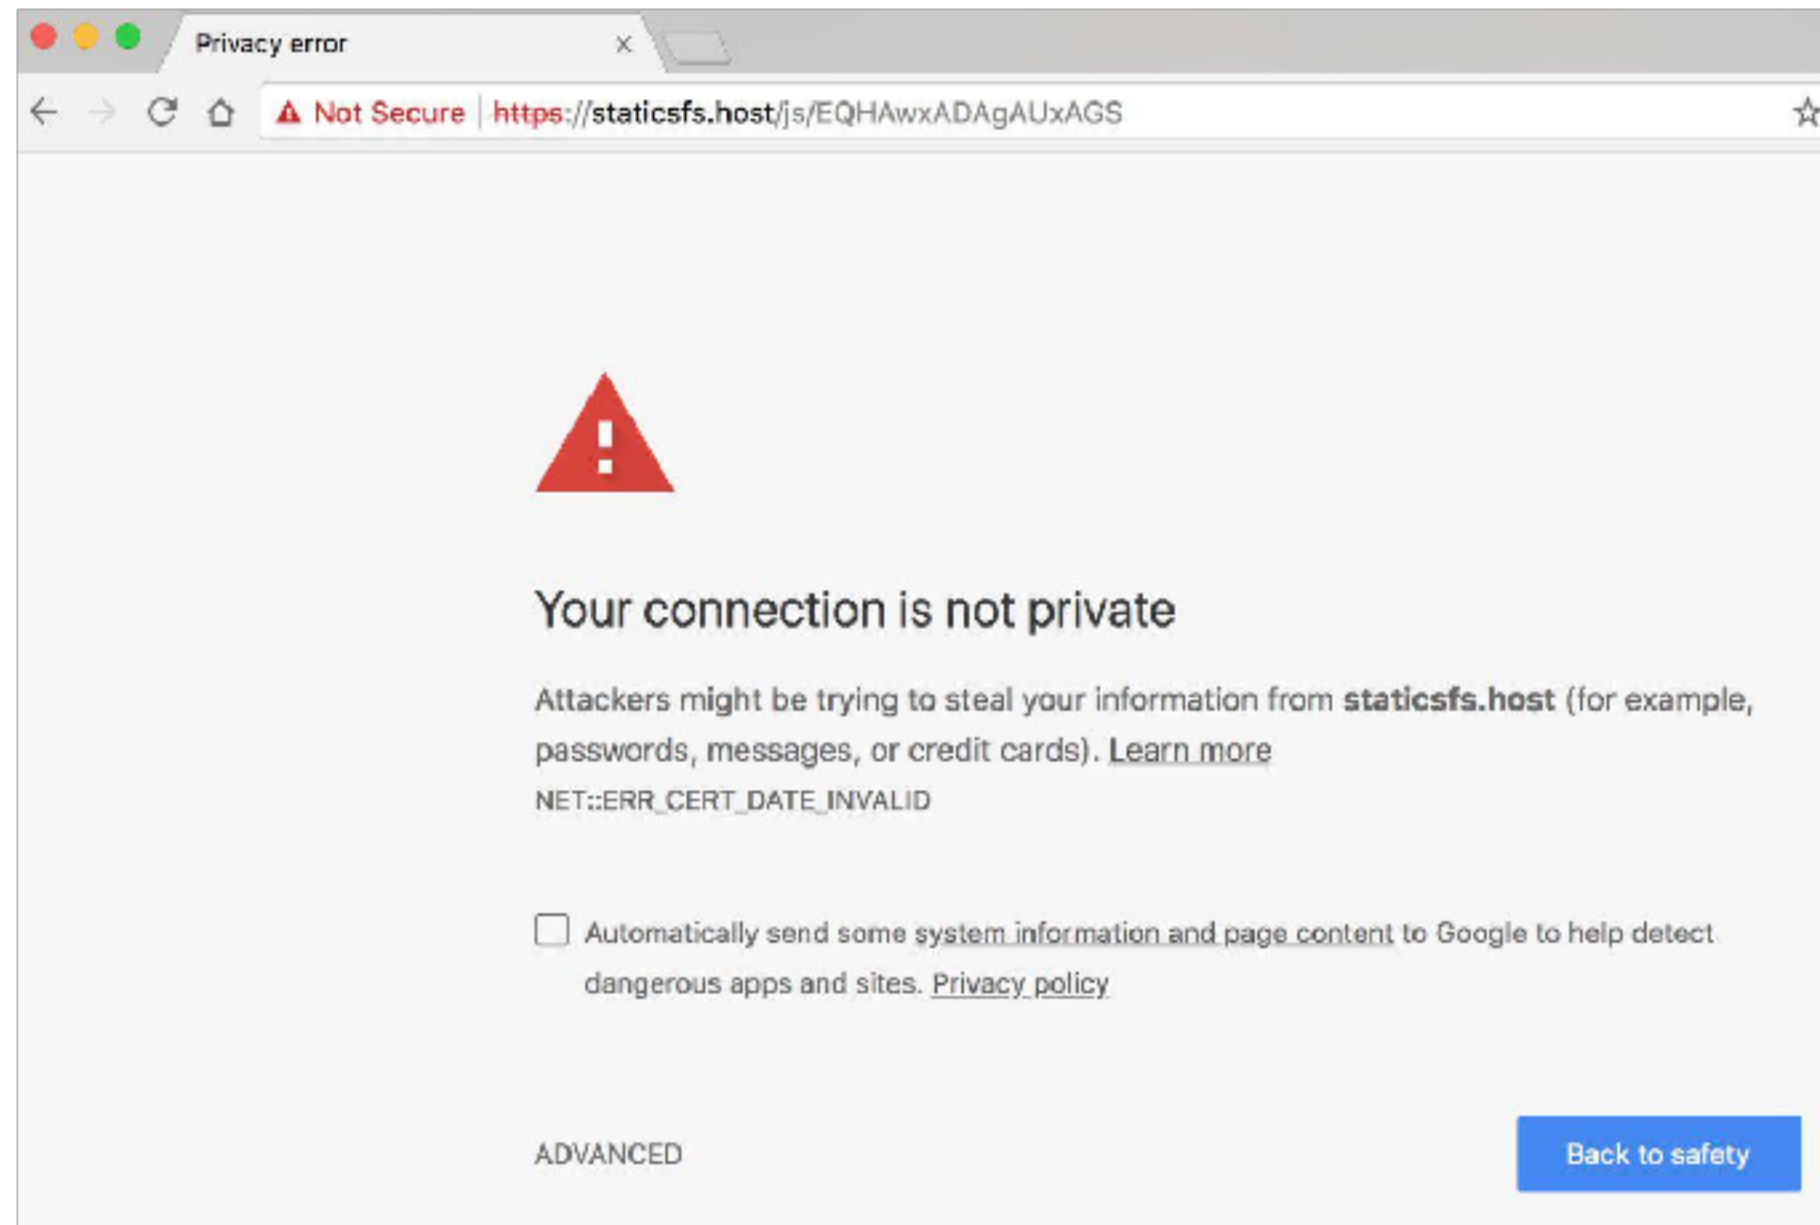 Privacy error
Not Secure https://staticsfs.host/js/EQHAwxADAgAUxAGS
Your connection is not private
Attackers might be trying to steal your information from staticsfs.host (for example,
passwords, messages, or credit cards). Learn more
NET::ERR_CERT_DATE_INVALID
Automatically send some system information and page content to Google to help detect
dangerous apps and sites. Privacy policy
ADVANCED
Back to safety